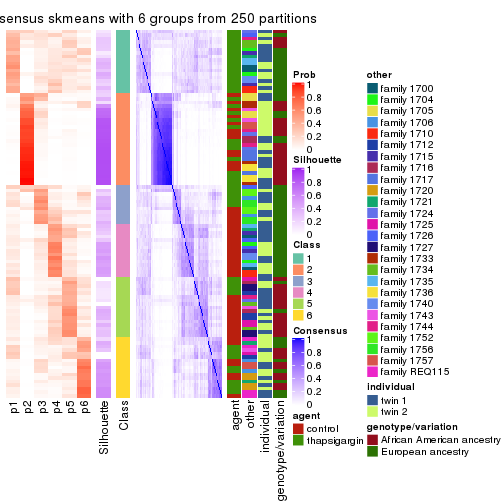 sensus skmeans with 6 groups from 250 partitions
p1
p2
p3
p4
p5
p6
Silhouette
Class
agent
other
individual
genotype/variation
Prob
1
0.8
0.6
0.4
0.2
0
Silhouette
1
0.8
0.6
0.4
0.2
0
Class
1
2
3
4
5
6
Consensus
1
0.8
0.6
0.4
0.2
0
agent
control
thapsigargin
other
family 1700
family 1704
family 1705
family 1706
family 1710
family 1712
family 1715
family 1716
family 1717
family 1720
family 1721
family 1724
family 1725
family 1726
family 1727
family 1733
family 1734
family 1735
family 1736
family 1740
family 1743
family 1744
family 1752
family 1756
family 1757
family REQ115
individual
twin 1
twin 2
genotype/variation
African American ancestry
European ancestry